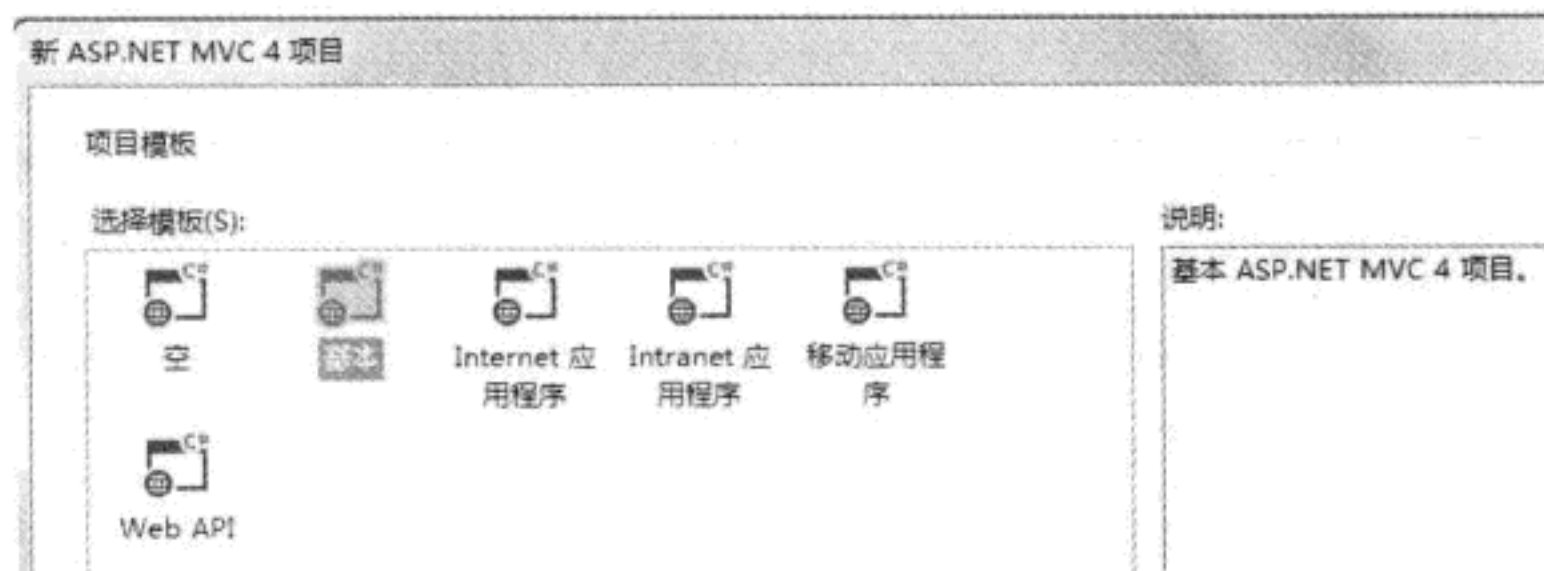 新 ASP.NET MVC 4 项目
项目模板
选择模板(S):
说明:
基本 ASP.NET MVC 4 项目。
空
基本
Internet 应
用程序
Intranet 应
用程序
移动应用程
序
Web API